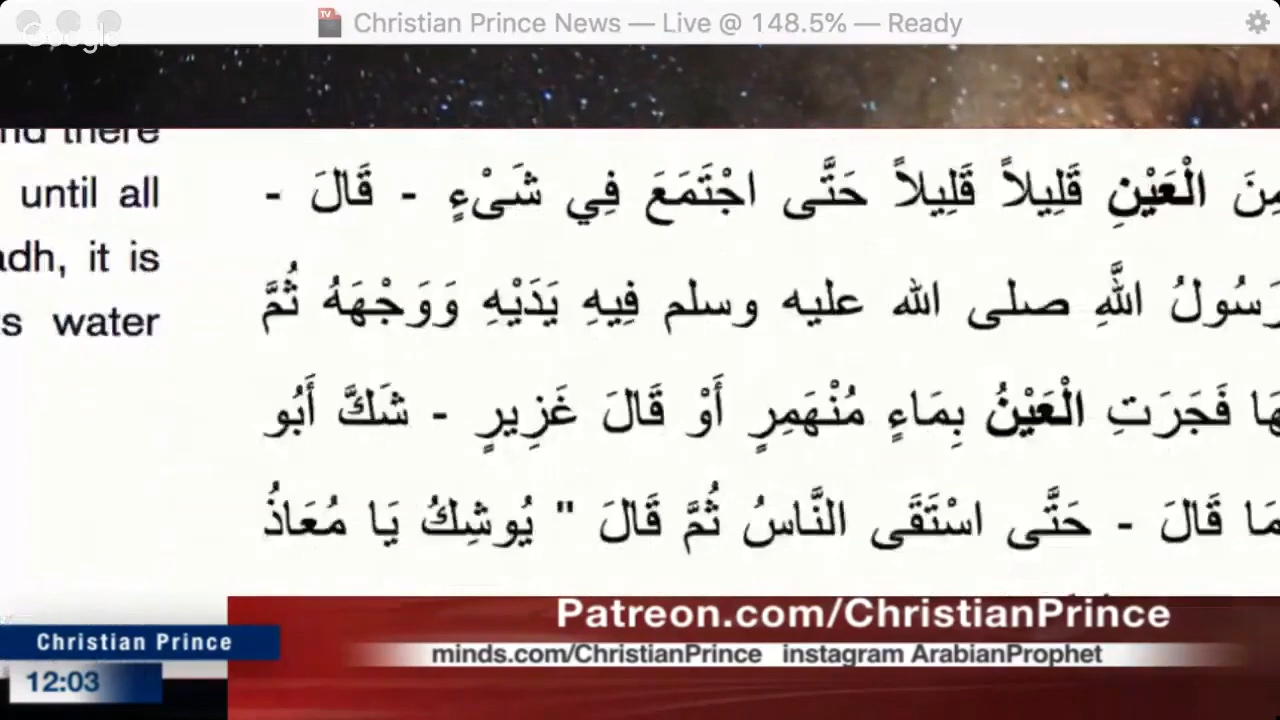 Christian Prince News — Live @ 148.5% — Ready
Google
and there
until all
adh, it is
s water
مِنَ الْعَيْنِ قَلِيلاً قَلِيلاً حَتَّى اجْتَمَعَ فِي شَىْءٍ - قَالَ -
رَسُولُ اللَّهِ صلى الله عليه وسلم فِيهِ يَدَيْهِ وَوَجْهَهُ ثُمَّ
هَا فَجَرَتِ الْعَيْنُ بِمَاءٍ مُنْهَمِرٍ أَوْ قَالَ غَزِيرٍ - شَكَّ أَبُو
مَا قَالَ - حَتَّى اسْتَقَى النَّاسُ ثُمَّ قَالَ " يُوشِكُ يَا مُعَاذُ
Patreon.com/ChristianPrince
minds.com/ChristianPrince instagram ArabianProphet
Christian Prince
12:03